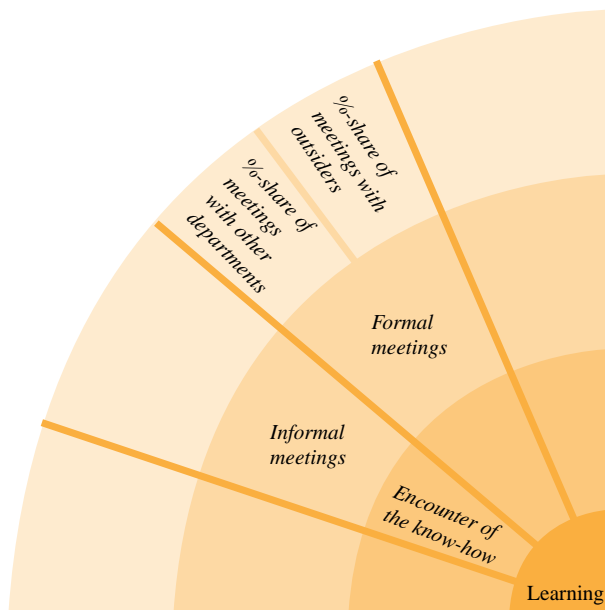 %-share of
meetings with
outsiders
%-share of
meetings
with other
departments
Formal
meetings
Informal
meetings
Encounter of
the know-how
Learning